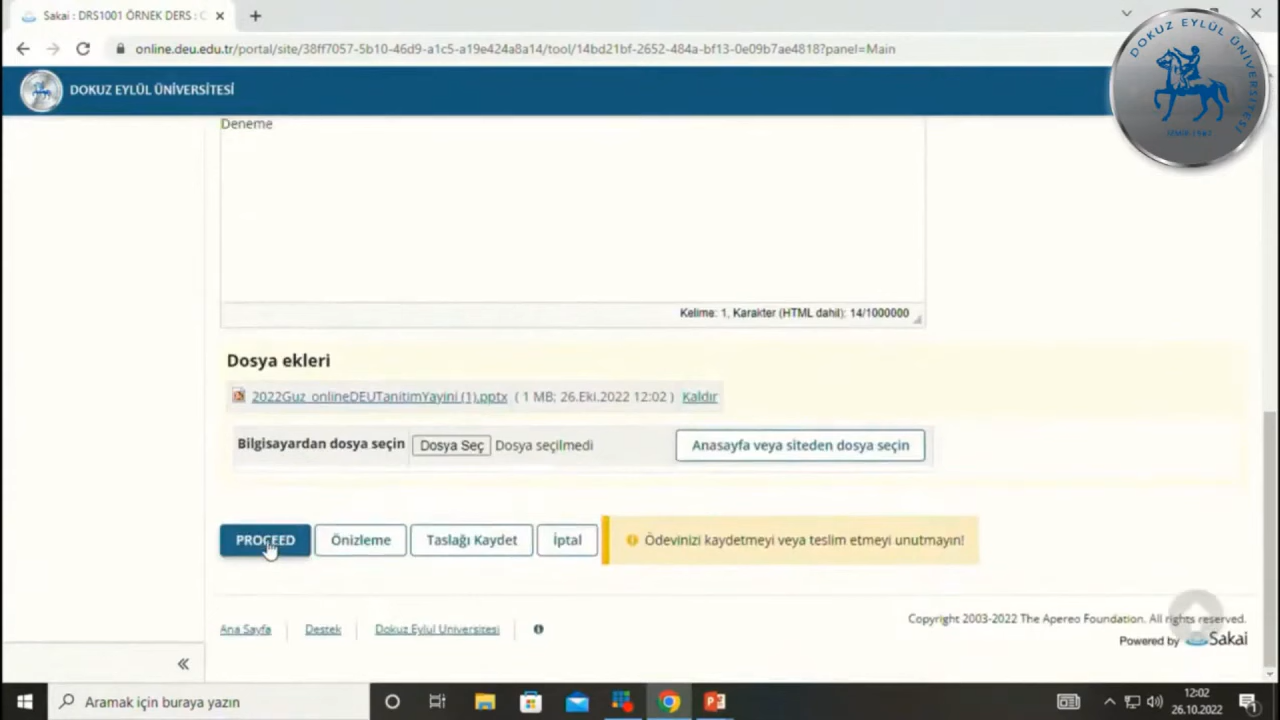 Sakai : DRS1001 ÖRNEK DERS : C
online.deu.edu.tr/portal/site/38ff7057-5b10-46d9-a1c5-a19e424a8a14/tool/14bd21bf-2652-484a-bf13-0e09b7ae4818?panel=Main
DOKUZ EYLÜL ÜNİVERSİTESİ
DOKUZ EYLÜL ÜNİVERSİTESİ
İZMİR-1982
Deneme
Kelime: 1, Karakter (HTML dahil): 14/1000000
Dosya ekleri
2022Guz_onlineDEUTanitimYayini (1).pptx ( 1 MB; 26.Eki.2022 12:02 ) Kaldır
Bilgisayardan dosya seçin Dosya Seç Dosya seçilmedi Anasayfa veya siteden dosya seçin
PROCEED Önizleme Taslağı Kaydet İptal Ödevinizi kaydetmeyi veya teslim etmeyi unutmayın!
Ana Sayfa Destek Dokuz Eylul Universitesi
Copyright 2003-2022 The Apereo Foundation. All rights reserved.
Powered by Sakai
Aramak için buraya yazın
12:02
26.10.2022
1